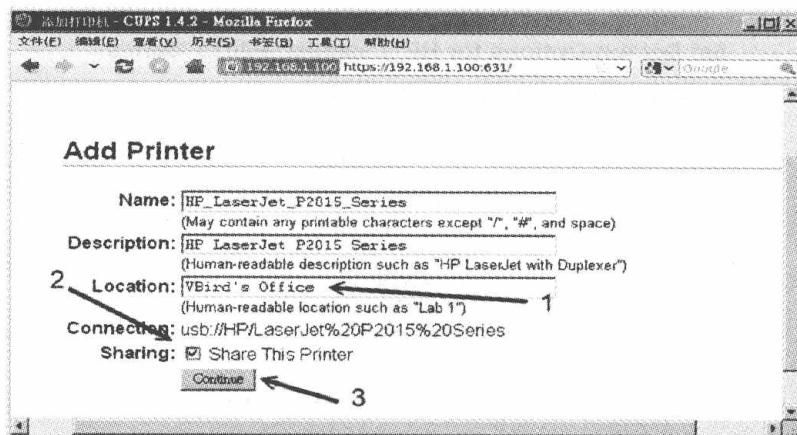 添加打印机 - CUPS 1.4.2 - Mozilla Firefox
文件(F) 编辑(E) 查看(V) 历史(S) 书签(B) 工具(T) 帮助(H)
192.168.1.100 https://192.168.1.100:631/ Google
Add Printer
Name: HP_LaserJet_P2015_Series
(May contain any printable characters except "/", "#", and space)
Description: HP LaserJet P2015 Series
(Human-readable description such as "HP LaserJet with Duplexer")
2
Location: VBird's Office
1
(Human-readable location such as "Lab 1")
Connection: usb://HP/LaserJet%20P2015%20Series
Sharing: Share This Printer
Continue
3